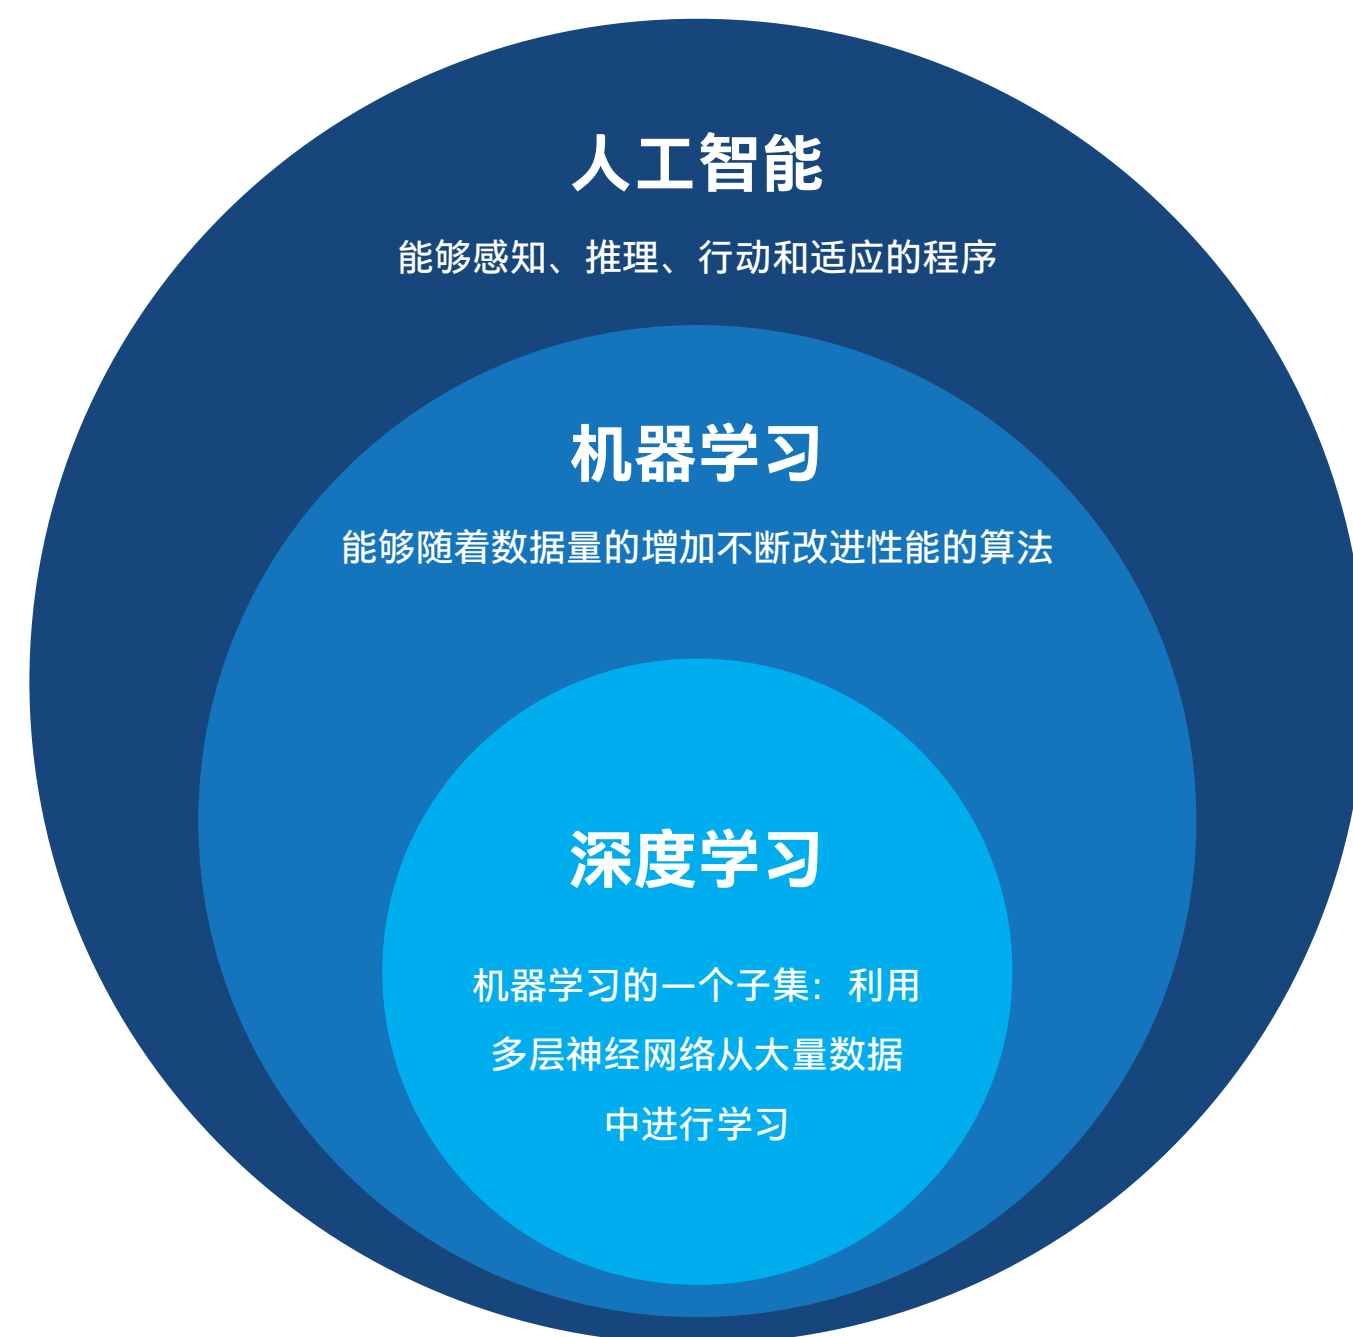 人工智能
能够感知、推理、行动和适应的程序
机器学习
能够随着数据量的增加不断改进性能的算法
深度学习
机器学习的一个子集：利用
多层神经网络从大量数据
中进行学习